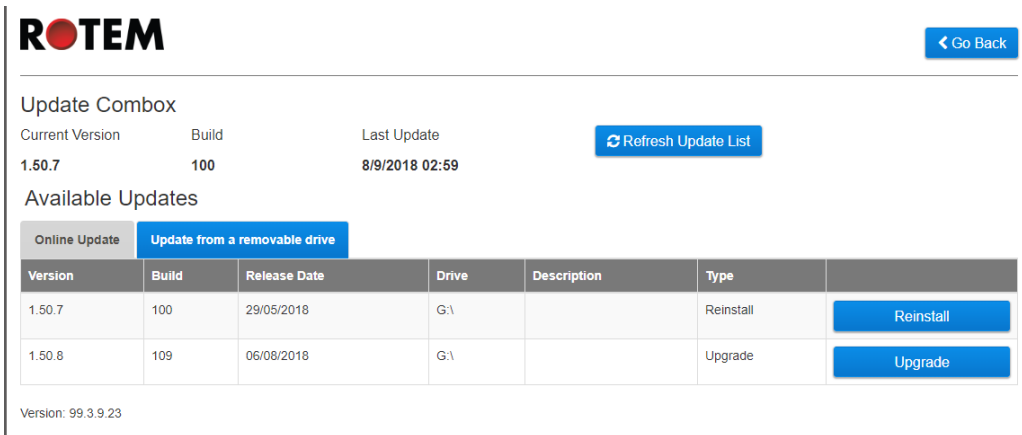 ROTEM
Go Back
Update Combox
Current Version Build Last Update Refresh Update List
1.50.7 100 8/9/2018 02:59
Available Updates
Online Update Update from a removable drive
Version Build Release Date Drive Description Type
1.50.7 100 29/05/2018 G:\ Reinstall Reinstall
1.50.8 109 06/08/2018 G:\ Upgrade Upgrade
Version: 99.3.9.23